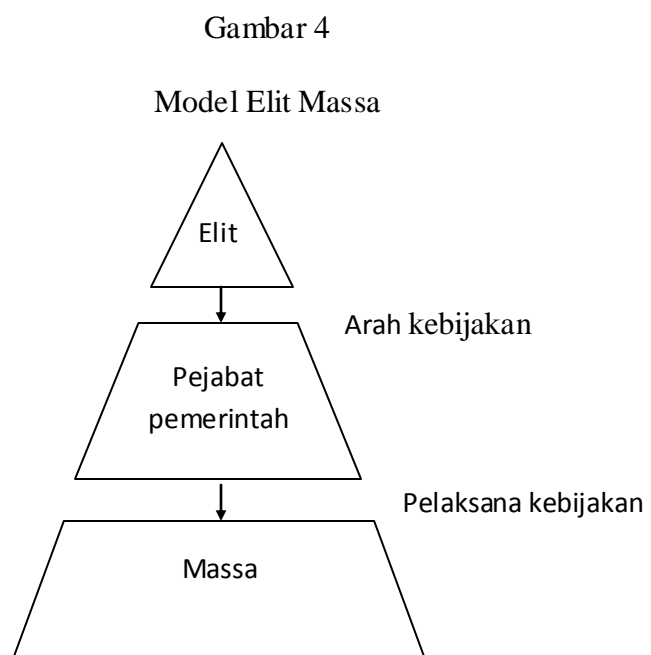 Gambar 4
Model Elit Massa
Elit
Arah kebijakan
Pejabat
pemerintah
Pelaksana kebijakan
Massa